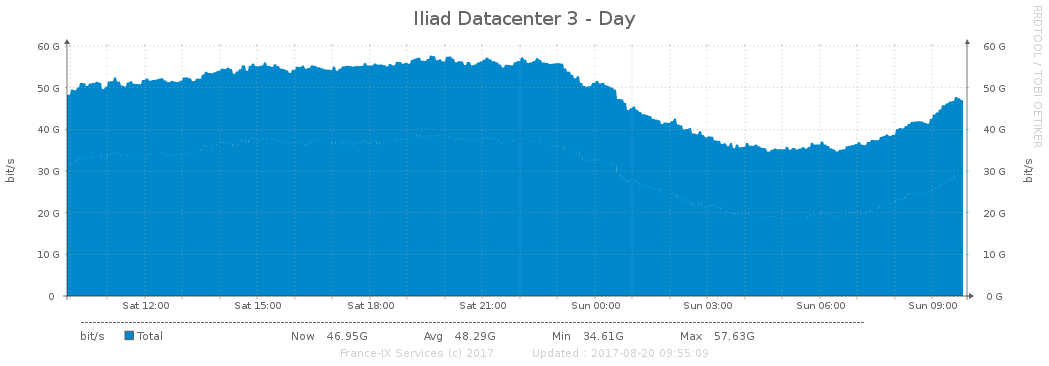 Iliad Datacenter 3 - Day
RRDTOOL / TOBI OETIKER
60 G 60 G
50 G 50 G
40 G 40 G
30 G 30 G
20 G 20 G
10 G 10 G
0 0 G
bit/s bit/s
Sat 12:00 Sat 15:00 Sat 18:00 Sat 21:00 Sun 00:00 Sun 03:00 Sun 06:00 Sun 09:00
bit/s Total Now 46.95G Avg 48.29G Min 34.61G Max 57.63G
France-IX Services (c) 2017 Updated : 2017-08-20 09:55:09